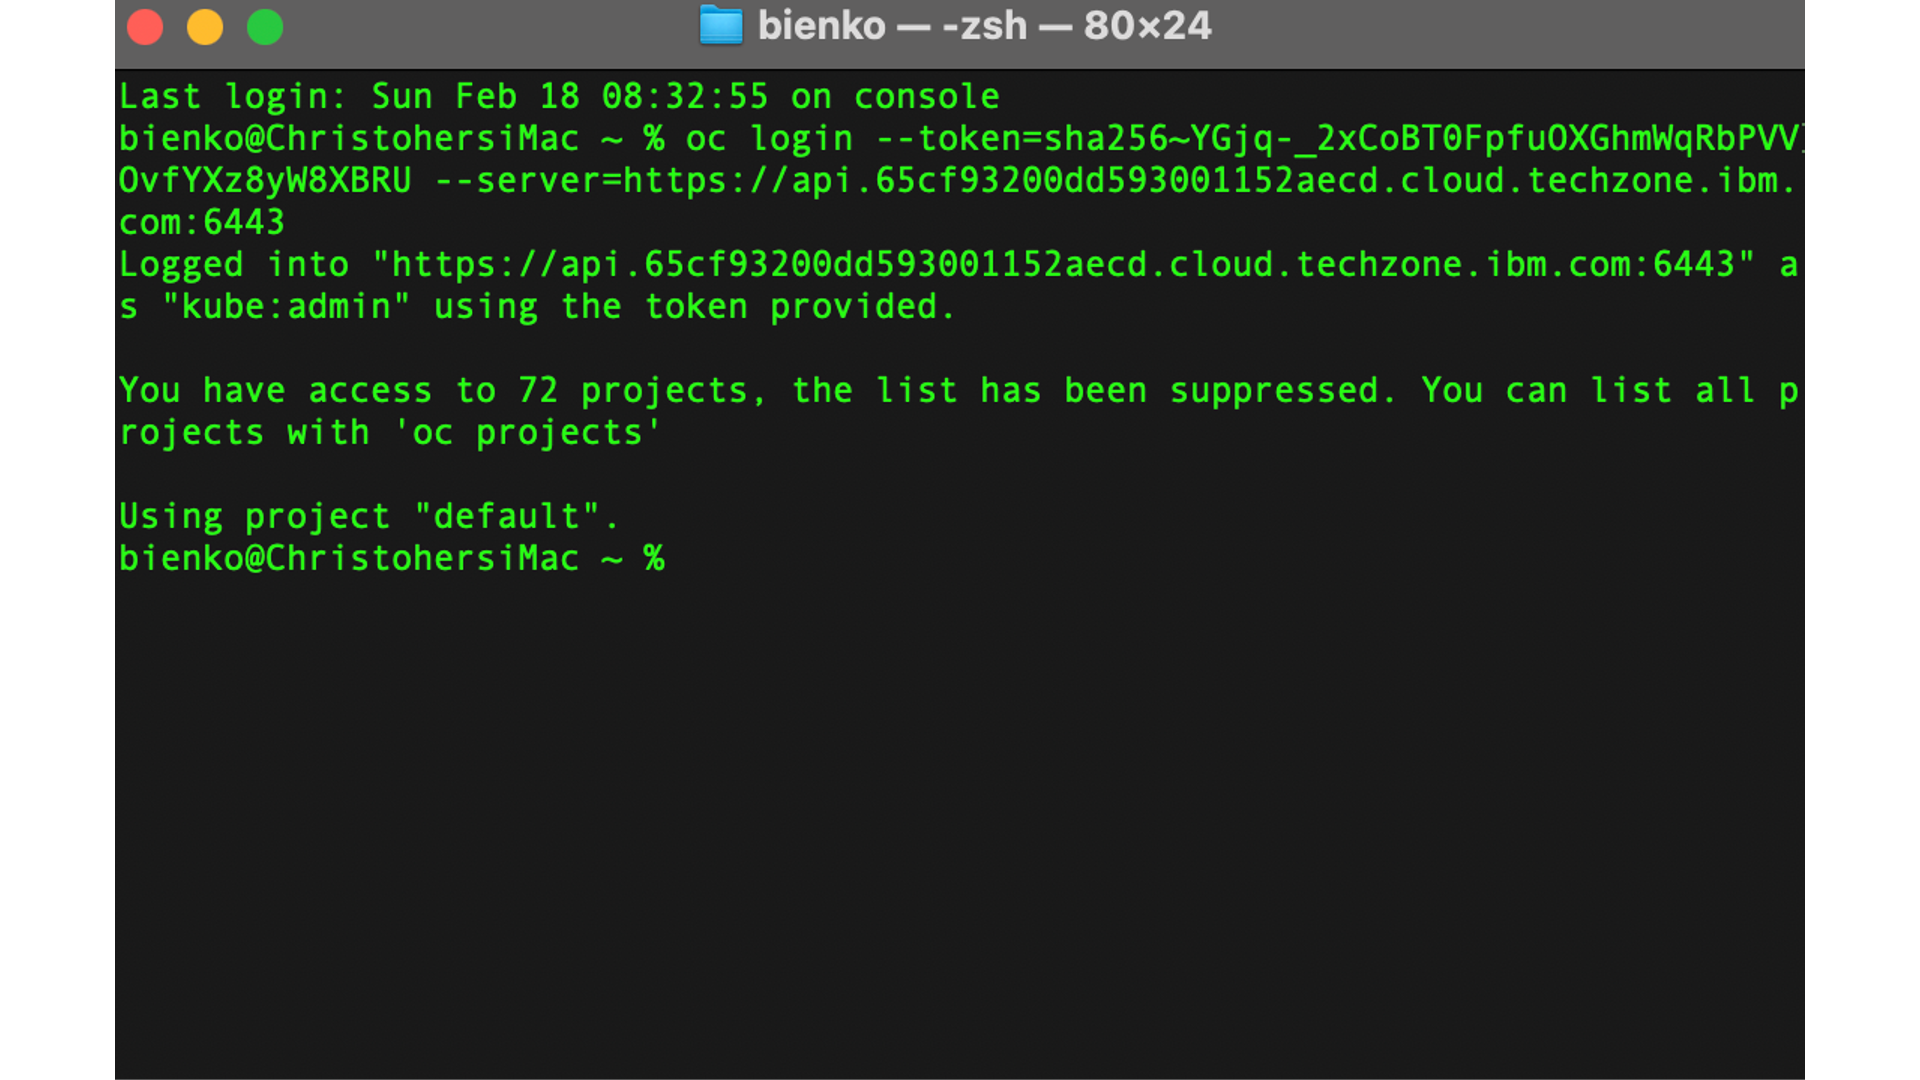 bienko — -zsh — 80×24
Last login: Sun Feb 18 08:32:55 on console
bienko@ChristohersiMac ~ % oc login --token=sha256~YGjq-_2xCoBT0FpfuOXGhmWqRbPVV
OvfYXz8yW8XBRU --server=https://api.65cf93200dd593001152aecd.cloud.techzone.ibm.
com:6443
Logged into "https://api.65cf93200dd593001152aecd.cloud.techzone.ibm.com:6443" a
s "kube:admin" using the token provided.
You have access to 72 projects, the list has been suppressed. You can list all p
rojects with 'oc projects'
Using project "default".
bienko@ChristohersiMac ~ %